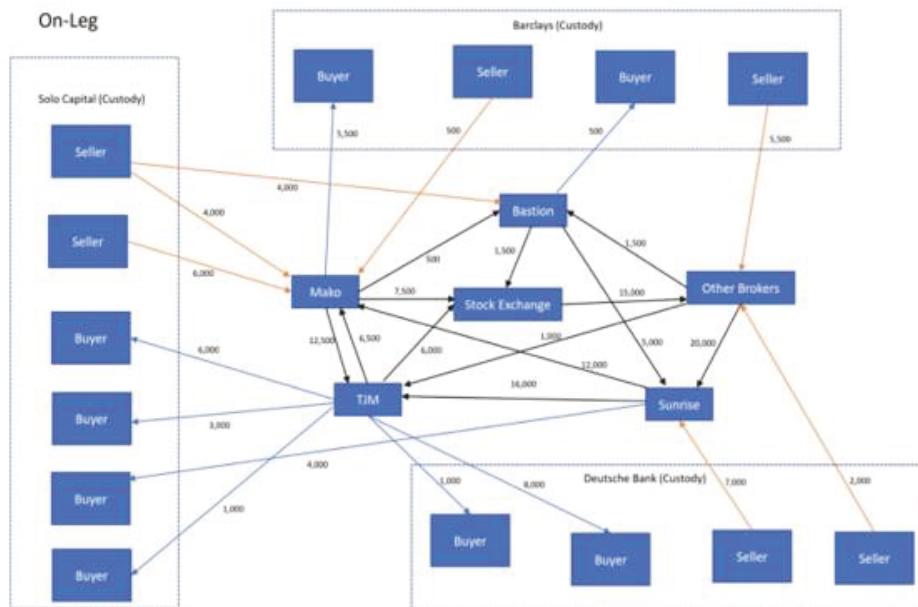 On-Leg
Barclays (Custody)
Buyer
Seller
Buyer
Seller
Solo Capital (Custody)
Seller
Seller
Buyer
Buyer
Buyer
Buyer
5,500
500
500
5,500
4,000
4,000
6,000
Bastion
Mako
Stock Exchange
Other Brokers
TJM
Sunrise
500
1,500
1,500
7,500
15,000
12,500
6,500
6,000
1,000
12,000
5,000
20,000
16,000
6,000
3,000
4,000
1,000
1,000
8,000
Deutsche Bank (Custody)
7,000
2,000
Buyer
Buyer
Seller
Seller